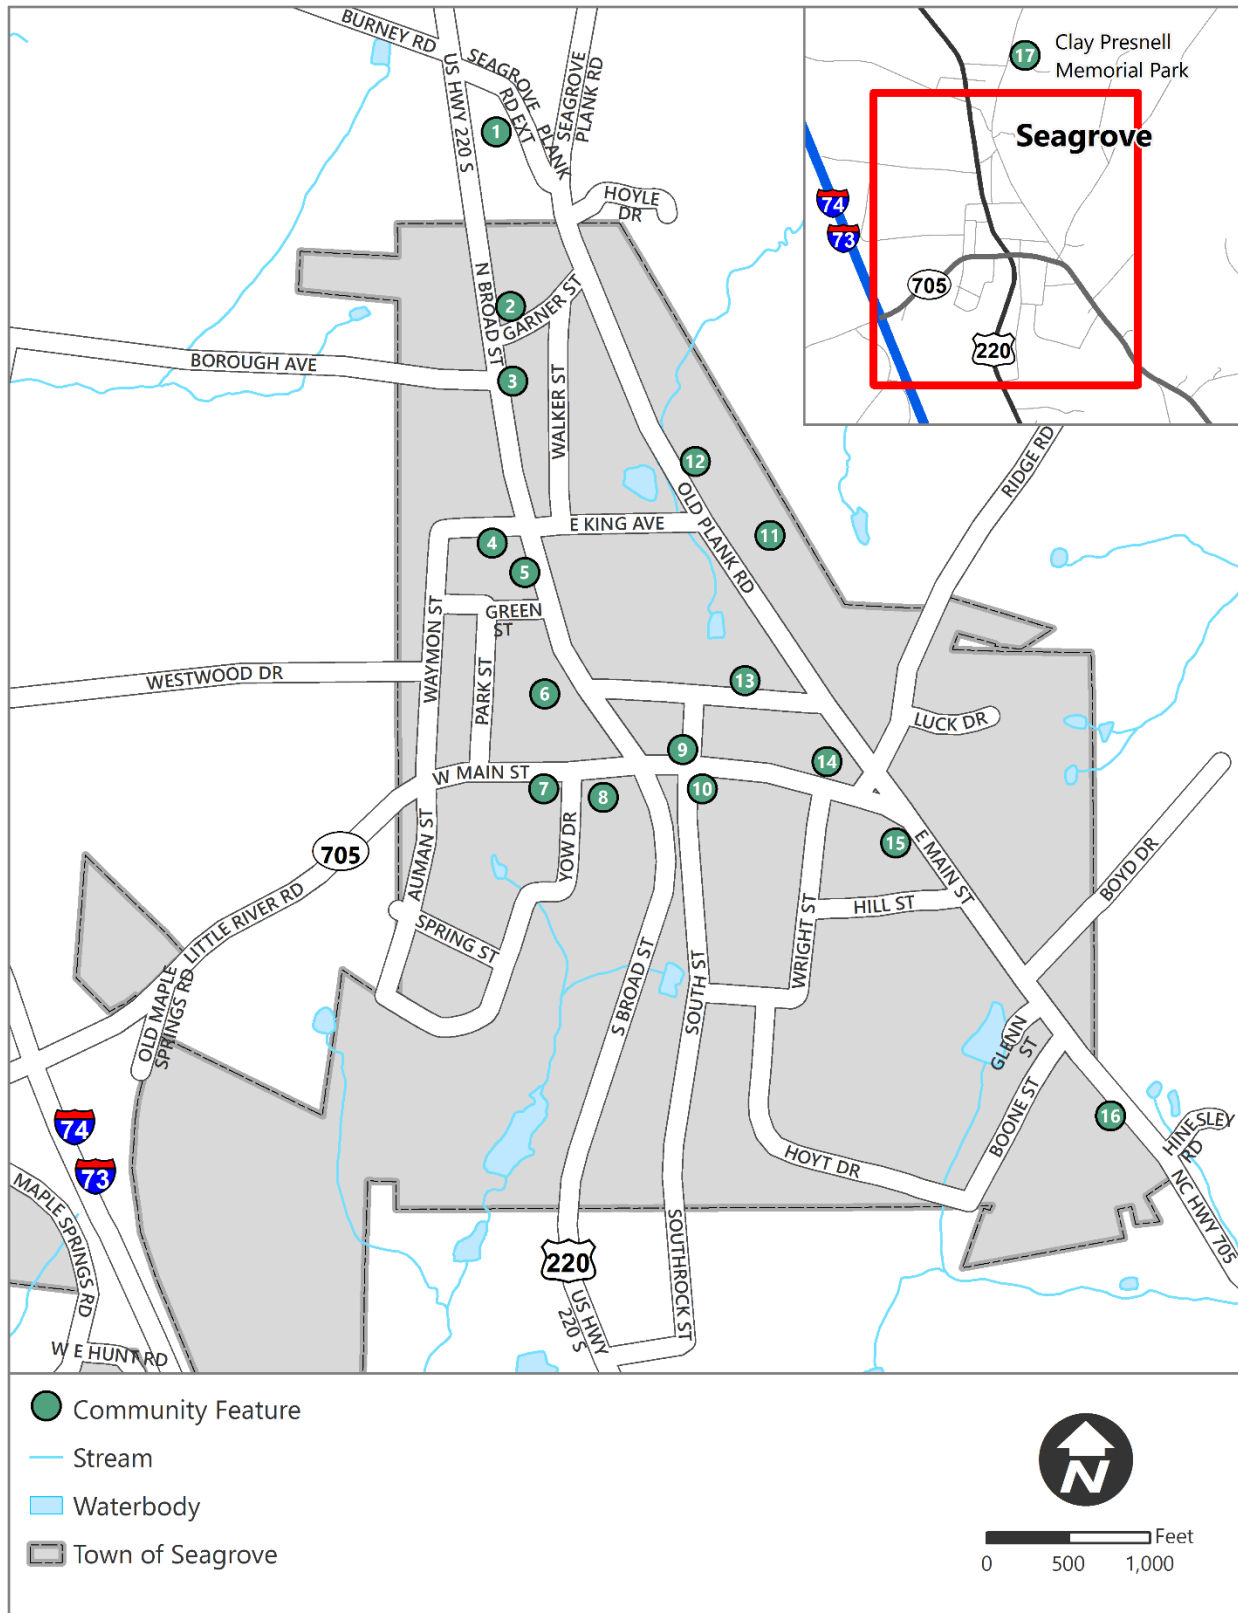 BURNEY RD
US HWY 220 S
SEAGROVE PLANK
RD EXT
SEAGROVE
PLANK RD
1
HOYLE
DR
17
Clay Presnell
Memorial Park
Seagrove
74
73
705
220
N BROAD ST
2
GARNER ST
BOROUGH AVE
3
WALKER ST
12
OLD PLANK RD
RIDGE RD
E KING AVE
11
4
5
WAYMON ST
GREEN
ST
WESTWOOD DR
PARK ST
6
13
LUCK DR
9
14
W MAIN ST
7
8
10
705
AUMAN ST
YOW DR
15
E MAIN ST
BOYD DR
LITTLE RIVER RD
SPRING ST
HILL ST
WRIGHT ST
S BROAD ST
SOUTH ST
OLD MAPLE
SPRINGS RD
GLENN
ST
74
73
BOONE ST
16
HINESLEY
RD
HOYT DR
MAPLE SPRINGS RD
NC HWY 705
220
SOUTHROCK ST
US HWY
220 S
W E HUNT RD
Community Feature
Stream
Waterbody
Town of Seagrove
N
Feet
0 500 1,000